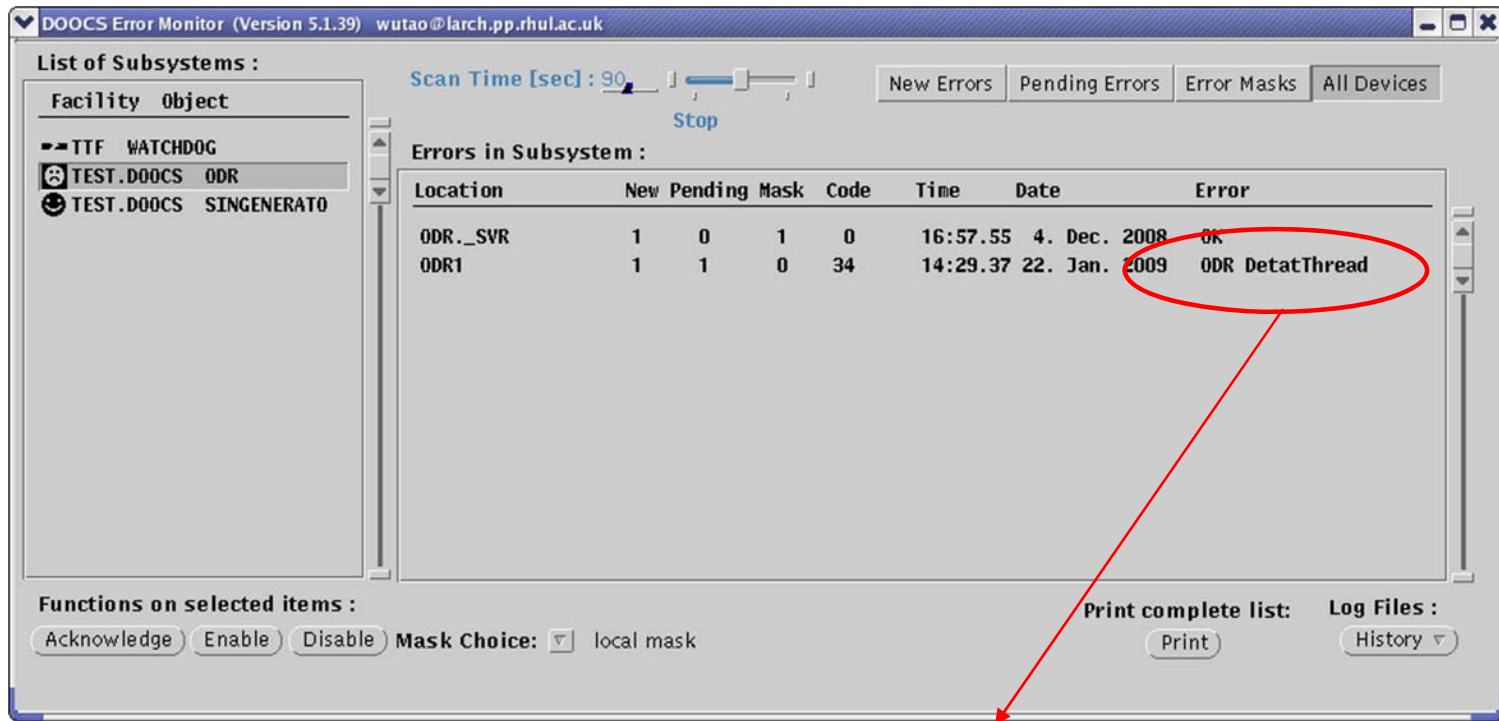 DOOCS Error Monitor (Version 5.1.39) wutao@larch.pp.rhul.ac.uk
List of Subsystems :
Facility Object
TTF WATCHDOG
TEST.DOOCS ODR
TEST.DOOCS SINGENERATO
Scan Time [sec] : 90
Stop
New Errors Pending Errors Error Masks All Devices
Errors in Subsystem :
Location New Pending Mask Code Time Date Error
ODR._SVR 1 0 1 0 16:57.55 4. Dec. 2008 OK
ODR1 1 1 0 34 14:29.37 22. Jan. 2009 ODR DetatThread
Functions on selected items :
Acknowledge Enable Disable Mask Choice: local mask
Print complete list:
Print
Log Files :
History